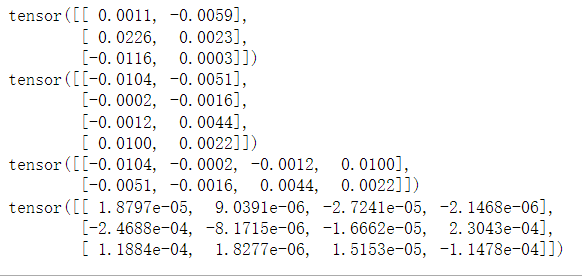 tensor([[ 0.0011, -0.0059],
        [ 0.0226,  0.0023],
        [-0.0116,  0.0003]])
tensor([[-0.0104, -0.0051],
        [-0.0002, -0.0016],
        [-0.0012,  0.0044],
        [ 0.0100,  0.0022]])
tensor([[-0.0104, -0.0002, -0.0012,  0.0100],
        [-0.0051, -0.0016,  0.0044,  0.0022]])
tensor([[ 1.8797e-05,  9.0391e-06, -2.7241e-05, -2.1468e-06],
        [-2.4688e-04, -8.1715e-06, -1.6662e-05,  2.3043e-04],
        [ 1.1884e-04,  1.8277e-06,  1.5153e-05, -1.1478e-04]])